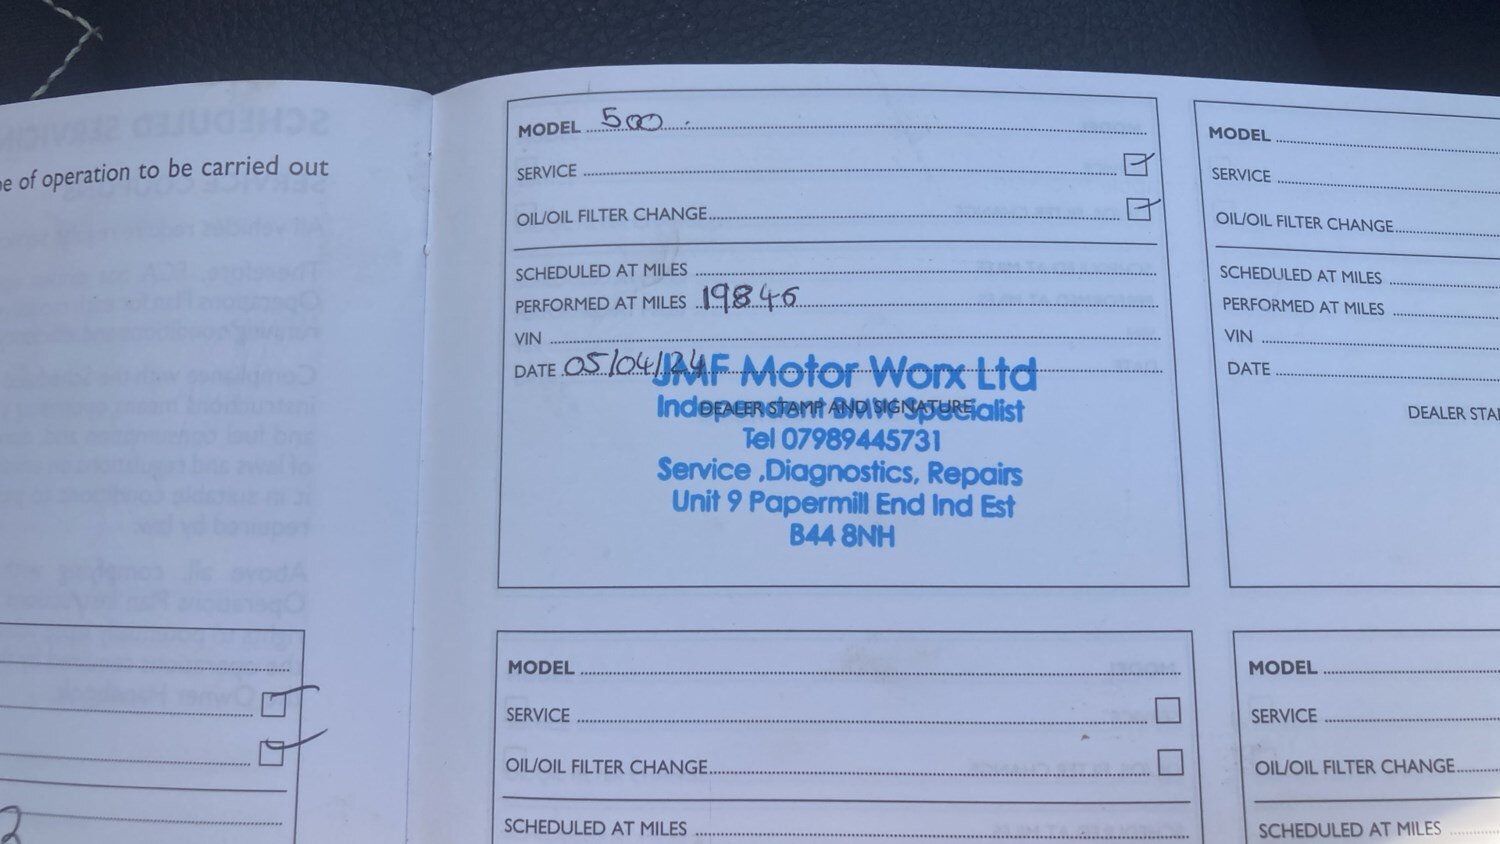 pe of operation to be carried out
MODEL 500 .
SERVICE
OIL/OIL FILTER CHANGE
SCHEDULED AT MILES
PERFORMED AT MILES 19846
VIN
DATE 05/04/24
DEALER STAMP AND SIGNATURE
JMF Motor Worx Ltd
Independent BMW Specialist
Tel 07989445731
Service ,Diagnostics, Repairs
Unit 9 Papermill End Ind Est
B44 8NH
MODEL
SERVICE
OIL/OIL FILTER CHANGE
SCHEDULED AT MILES
PERFORMED AT MILES
VIN
DATE
DEALER STA
MODEL
SERVICE
OIL/OIL FILTER CHANGE
SCHEDULED AT MILES
MODEL
SERVICE
OIL/OIL FILTER CHANGE
SCHEDULED AT MILES